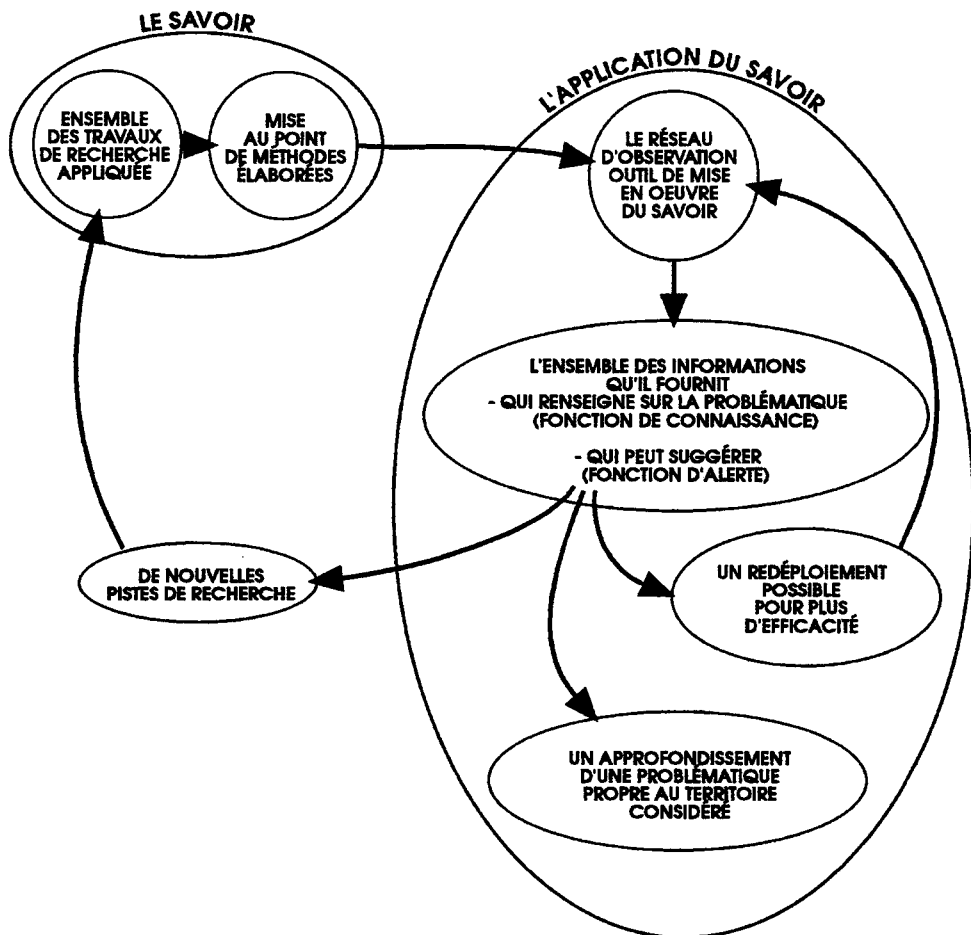 LE SAVOIR
ENSEMBLE
DES TRAVAUX
DE RECHERCHE
APPLIQUÉE
MISE
AU POINT
DE MÉTHODES
ÉLABORÉES
L'APPLICATION DU SAVOIR
LE RÉSEAU
D'OBSERVATION
OUTIL DE MISE
EN OEUVRE
DU SAVOIR
L'ENSEMBLE DES INFORMATIONS
QU'IL FOURNIT
- QUI RENSEIGNE SUR LA PROBLÉMATIQUE
(FONCTION DE CONNAISSANCE)
- QUI PEUT SUGGÉRER
(FONCTION D'ALERTE)
DE NOUVELLES
PISTES DE RECHERCHE
UN REDÉPLOIEMENT
POSSIBLE
POUR PLUS
D'EFFICACITÉ
UN APPROFONDISSEMENT
D'UNE PROBLÉMATIQUE
PROPRE AU TERRITOIRE
CONSIDÉRÉ